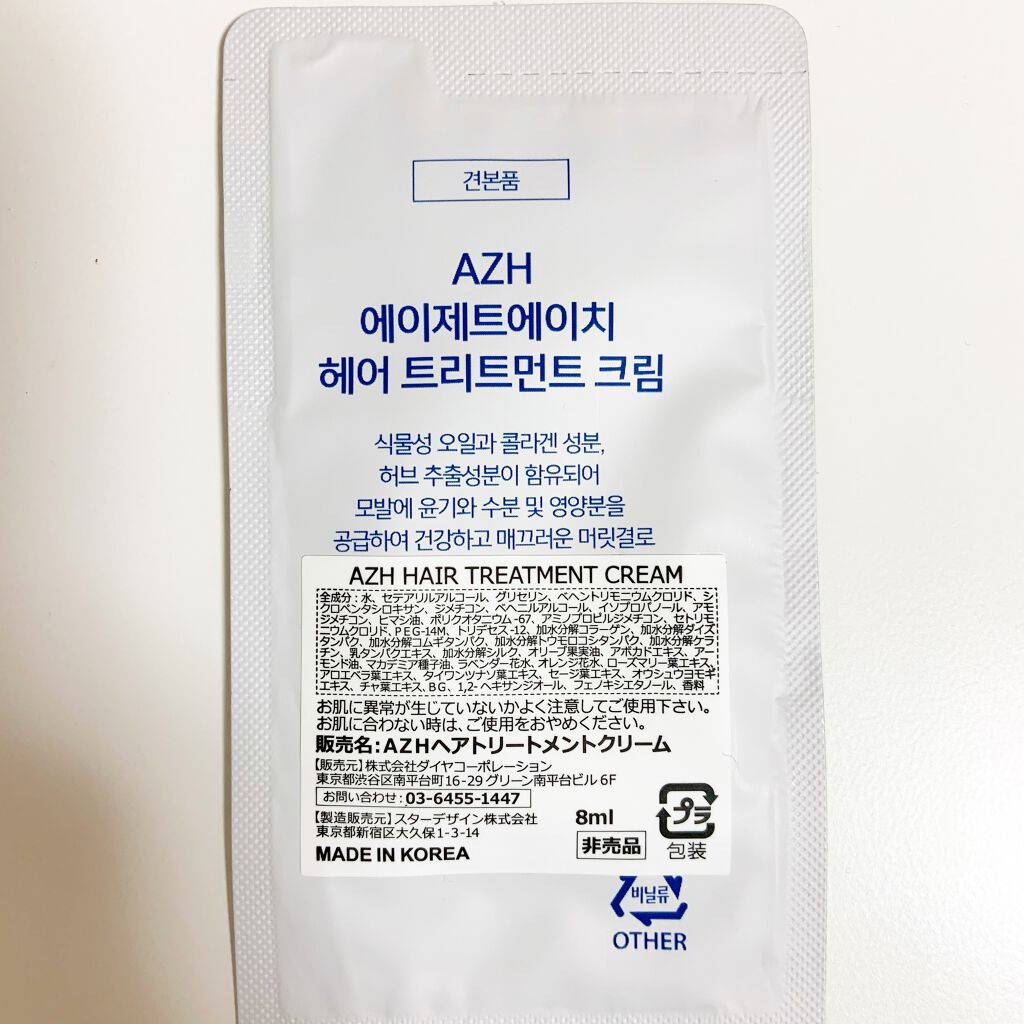 견본품
AZH
에이제트에이치
헤어 트리트먼트 크림
식물성 오일과 콜라겐 성분,
허브 추출성분이 함유되어
모발에 윤기와 수분 및 영양분을
공급하여 건강하고 매끄러운 머릿결로
AZH HAIR TREATMENT CREAM
全成分：水、セテアリルアルコール、グリセリン、ベヘントリモニウムクロリド、シ
クロペンタシロキサン、ジメチコン、ベヘニルアルコール、イソプロパノール、アモ
ジメチコン、ヒマシ油、ポリクオタニウム-67、アミノプロピルジメチコン、セトリモ
ニウムクロリド、PEG-14M、トリデセス-12、加水分解コラーゲン、加水分解ダイズ
タンパク、加水分解コムギタンパク、加水分解トウモロコシタンパク、加水分解ケラ
チン、乳タンパクエキス、加水分解シルク、オリーブ果実油、アボカドエキス、アー
モンド油、マカデミア種子油、ラベンダー花水、オレンジ花水、ローズマリー葉エキス、
アロエベラ葉エキス、タイワンツナソ葉エキス、セージ葉エキス、オウシュウヨモギ
エキス、チャ葉エキス、BG、1,2-ヘキサンジオール、フェノキシエタノール、香料
お肌に異常が生じていないかよく注意してご使用下さい。
お肌に合わない時は、ご使用をおやめください。
販売名：AZHヘアトリートメントクリーム
【販売元】株式会社ダイヤコーポレーション
東京都渋谷区南平台町16-29グリーン南平台ビル6F
お問い合わせ：03-6455-1447
【製造販売元】スターデザイン株式会社
東京都新宿区大久保1-3-14
MADE IN KOREA
8ml
非売品
プラ
包装
비닐류
OTHER